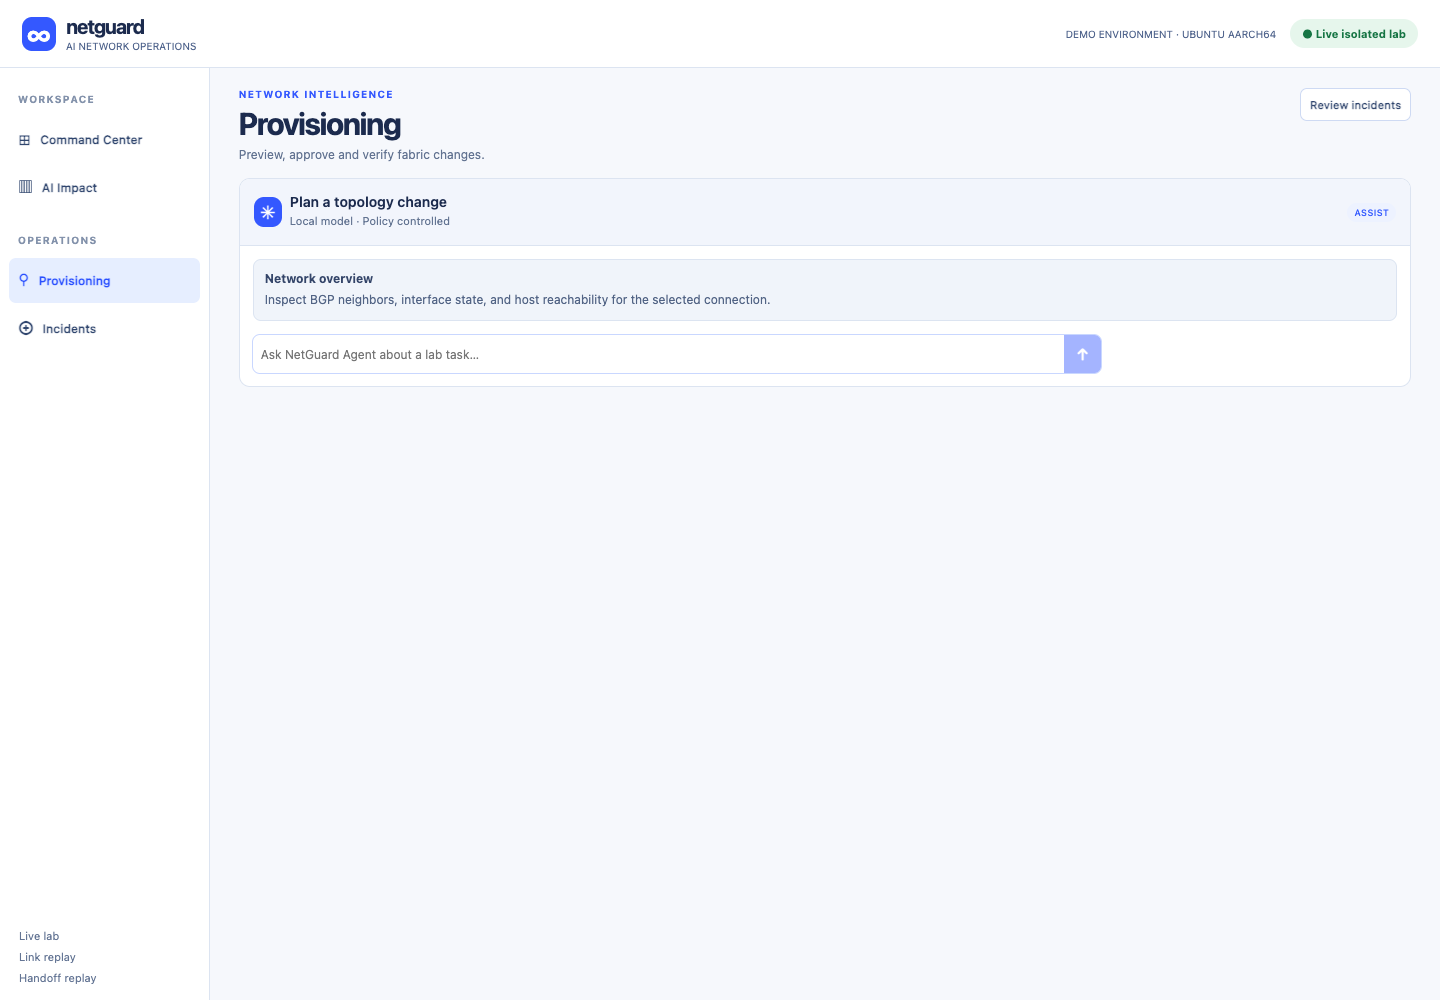 netguard
AI NETWORK OPERATIONS
DEMO ENVIRONMENT · UBUNTU AARCH64
Live isolated lab
WORKSPACE
Command Center
AI Impact
OPERATIONS
Provisioning
Incidents
Live lab
Link replay
Handoff replay
NETWORK INTELLIGENCE
Provisioning
Preview, approve and verify fabric changes.
Review incidents
Plan a topology change
Local model · Policy controlled
ASSIST
Network overview
Inspect BGP neighbors, interface state, and host reachability for the selected connection.
Ask NetGuard Agent about a lab task...